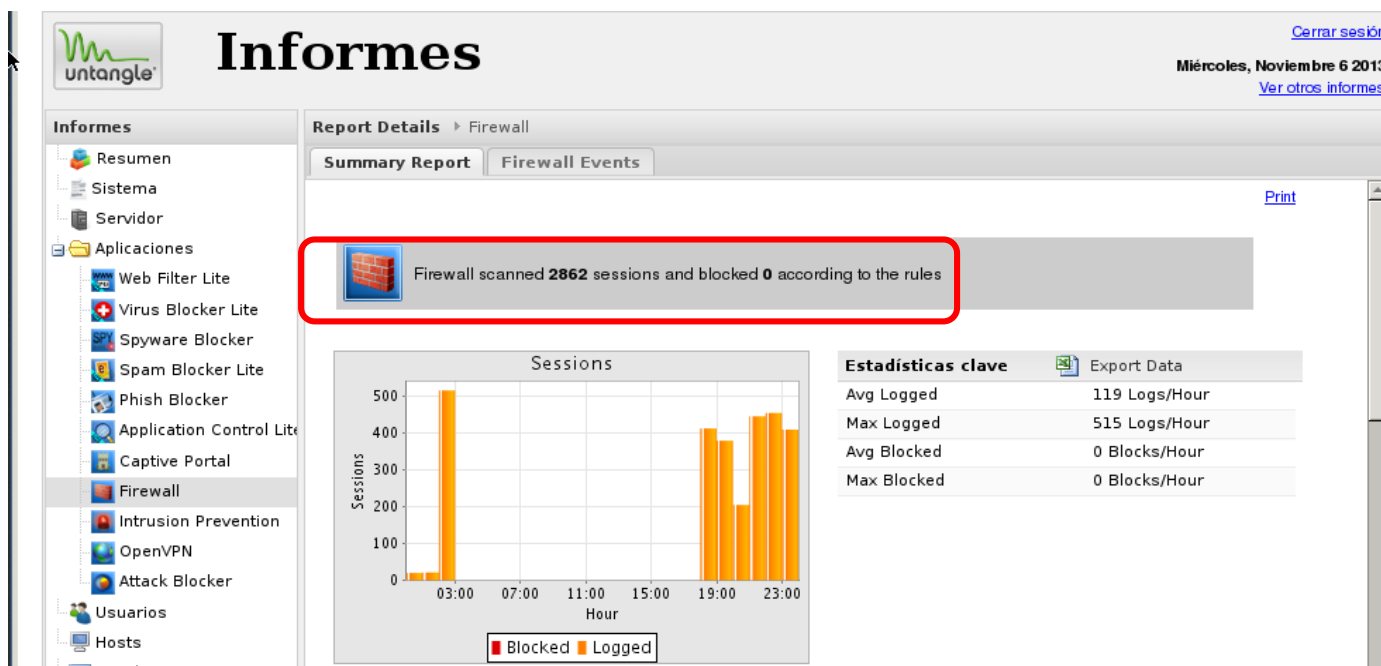 untangle
Informes
Cerrar sesión
Miércoles, Noviembre 6 2013
Ver otros informes
Informes
Resumen
Sistema
Servidor
Aplicaciones
Web Filter Lite
Virus Blocker Lite
Spyware Blocker
Spam Blocker Lite
Phish Blocker
Application Control Lite
Captive Portal
Firewall
Intrusion Prevention
OpenVPN
Attack Blocker
Usuarios
Hosts
Report Details Firewall
Summary Report Firewall Events
Print
Firewall scanned 2862 sessions and blocked 0 according to the rules
Sessions
500
400
300
200
100
0
Sessions
03:00 07:00 11:00 15:00 19:00 23:00
Hour
Blocked Logged
Estadísticas clave Export Data
Avg Logged 119 Logs/Hour
Max Logged 515 Logs/Hour
Avg Blocked 0 Blocks/Hour
Max Blocked 0 Blocks/Hour